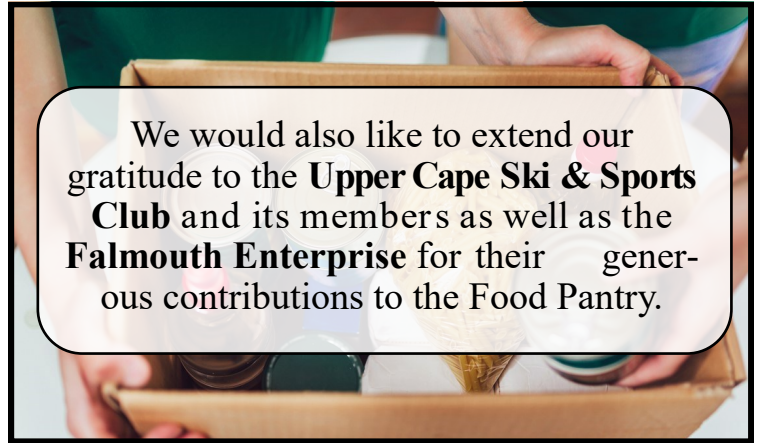 We would also like to extend our
gratitude to the Upper Cape Ski & Sports
Club and its members as well as the
Falmouth Enterprise for their gener-
ous contributions to the Food Pantry.